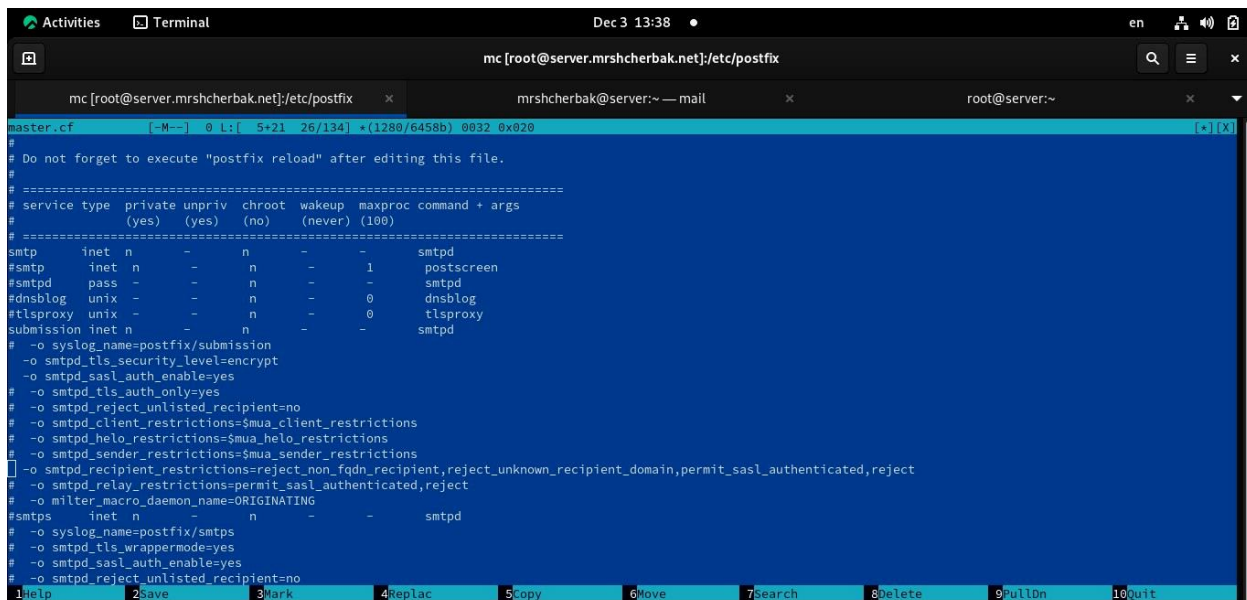 Activities Terminal Dec 3 13:38 en
mc [root@server.mrshcherbak.net]:/etc/postfix
mc [root@server.mrshcherbak.net]:/etc/postfix × mrshcherbak@server:~ — mail × root@server:~ ×
master.cf [-M--] 0 L:[ 5+21 26/134] *(1280/6458b) 0032 0x020 [*][X]
#
# Do not forget to execute "postfix reload" after editing this file.
#
# ==========================================================================
# service type  private unpriv  chroot  wakeup  maxproc command + args
#               (yes)   (yes)   (no)    (never) (100)
# ==========================================================================
smtp      inet  n       -       n       -       -       smtpd
#smtp      inet  n       -       n       -       1       postscreen
#smtpd     pass  -       -       n       -       -       smtpd
#dnsblog   unix  -       -       n       -       0       dnsblog
#tlsproxy  unix  -       -       n       -       0       tlsproxy
submission inet n       -       n       -       -       smtpd
#  -o syslog_name=postfix/submission
  -o smtpd_tls_security_level=encrypt
  -o smtpd_sasl_auth_enable=yes
#  -o smtpd_tls_auth_only=yes
#  -o smtpd_reject_unlisted_recipient=no
#  -o smtpd_client_restrictions=$mua_client_restrictions
#  -o smtpd_helo_restrictions=$mua_helo_restrictions
#  -o smtpd_sender_restrictions=$mua_sender_restrictions
  -o smtpd_recipient_restrictions=reject_non_fqdn_recipient,reject_unknown_recipient_domain,permit_sasl_authenticated,reject
#  -o smtpd_relay_restrictions=permit_sasl_authenticated,reject
#  -o milter_macro_daemon_name=ORIGINATING
#smtps     inet  n       -       n       -       -       smtpd
#  -o syslog_name=postfix/smtps
#  -o smtpd_tls_wrappermode=yes
#  -o smtpd_sasl_auth_enable=yes
#  -o smtpd_reject_unlisted_recipient=no
1Help 2Save 3Mark 4Replac 5Copy 6Move 7Search 8Delete 9PullDn 10Quit